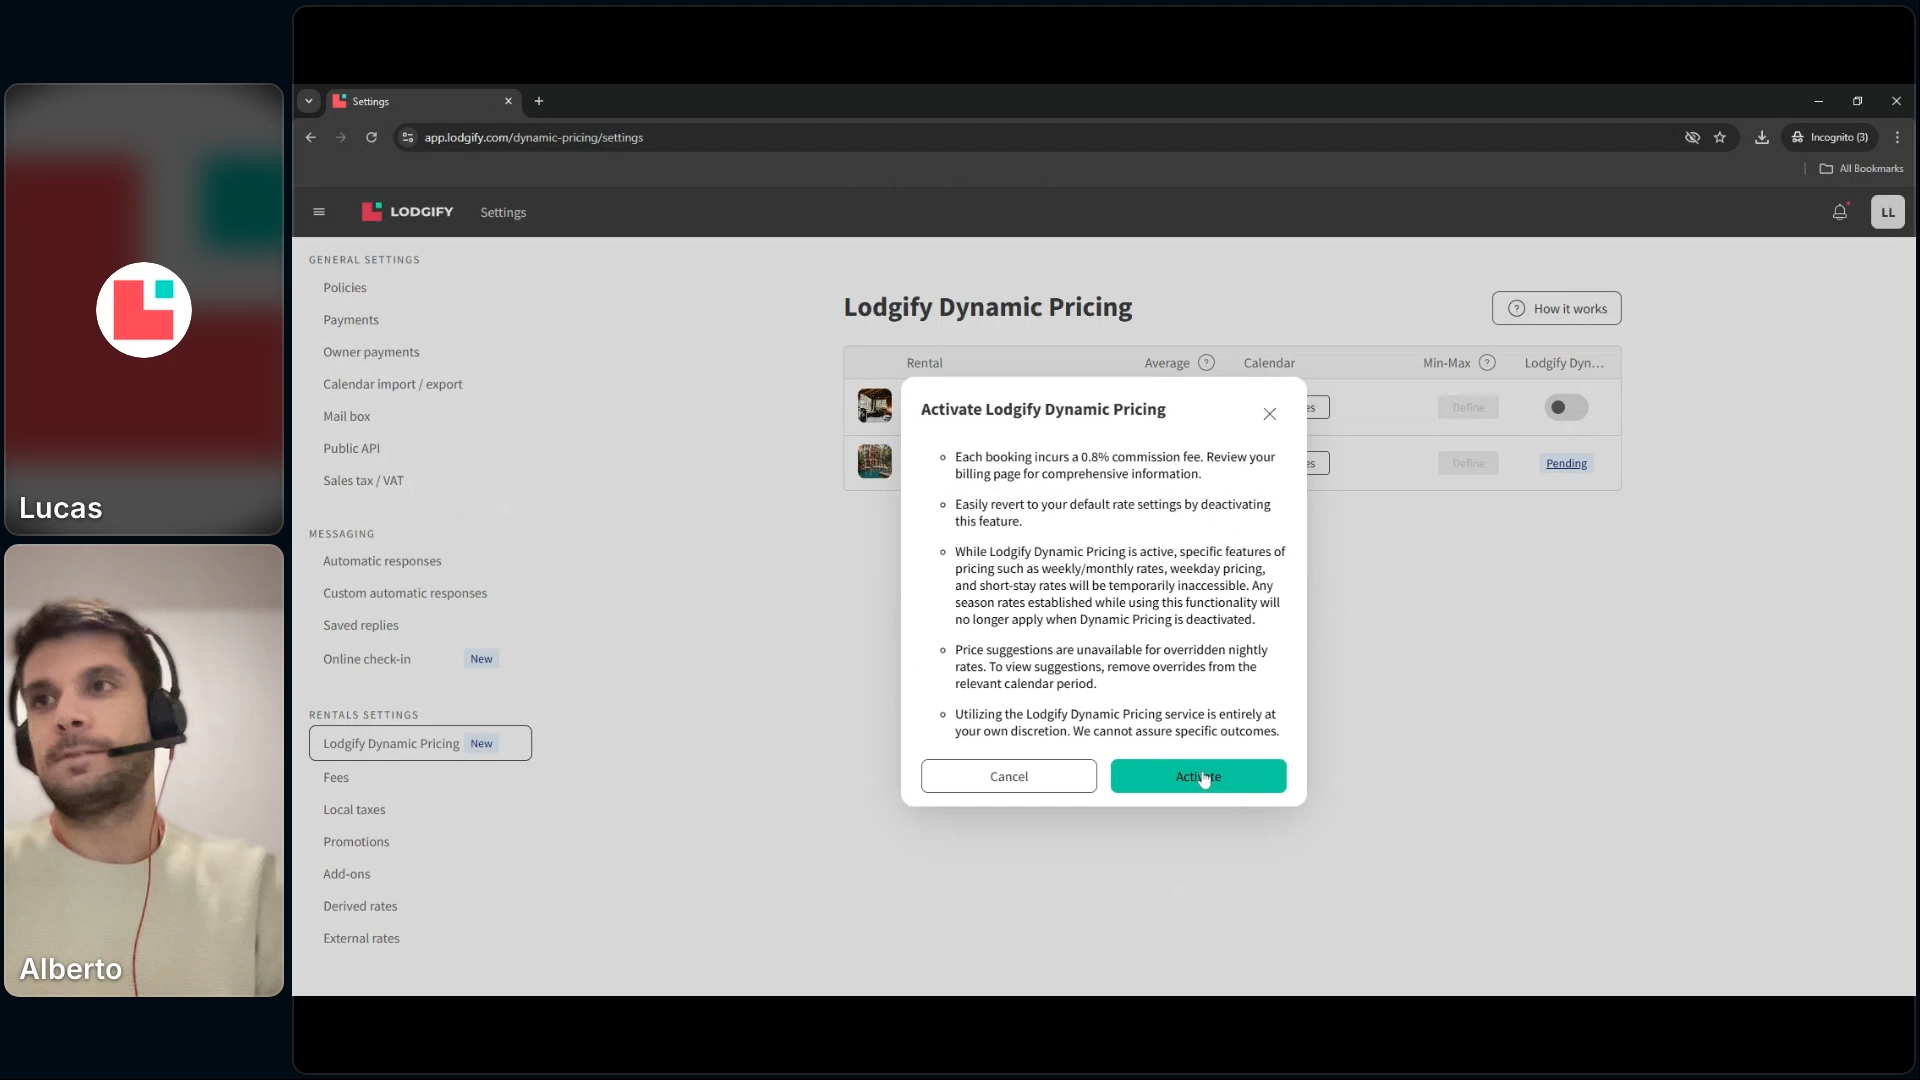 Settings
app.lodgify.com/dynamic-pricing/settings
Incognito (3)
All Bookmarks
LODGIFY
Settings
LL
GENERAL SETTINGS
Policies
Payments
Owner payments
Calendar import / export
Mail box
Public API
Sales tax / VAT
MESSAGING
Automatic responses
Custom automatic responses
Saved replies
Online check-in New
RENTALS SETTINGS
Lodgify Dynamic Pricing New
Fees
Local taxes
Promotions
Add-ons
Derived rates
External rates
Lodgify Dynamic Pricing
? How it works
Rental Average ? Calendar Min-Max ? Lodgify Dyn...
es Define
es Define Pending
Activate Lodgify Dynamic Pricing
Each booking incurs a 0.8% commission fee. Review your
billing page for comprehensive information.
Easily revert to your default rate settings by deactivating
this feature.
While Lodgify Dynamic Pricing is active, specific features of
pricing such as weekly/monthly rates, weekday pricing,
and short-stay rates will be temporarily inaccessible. Any
season rates established while using this functionality will
no longer apply when Dynamic Pricing is deactivated.
Price suggestions are unavailable for overridden nightly
rates. To view suggestions, remove overrides from the
relevant calendar period.
Utilizing the Lodgify Dynamic Pricing service is entirely at
your own discretion. We cannot assure specific outcomes.
Cancel Activate
Lucas
Alberto